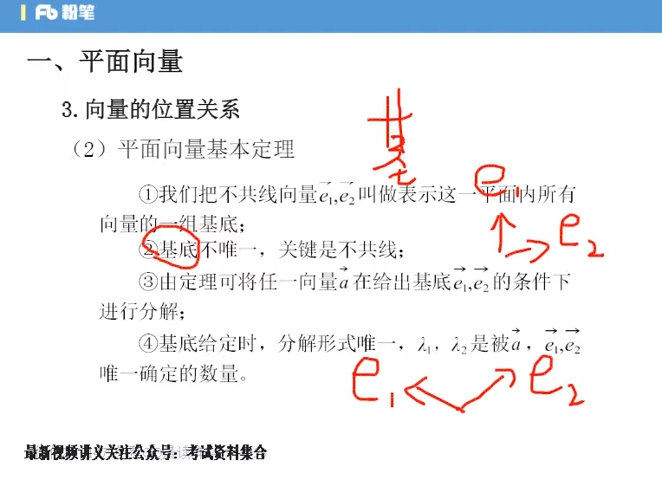 粉笔
一、平面向量
3.向量的位置关系
（2）平面向量基本定理
①我们把不共线向量e₁,e₂叫做表示这一平面内所有
向量的一组基底；
②基底不唯一，关键是不共线；
③由定理可将任一向量a在给出基底e₁,e₂的条件下
进行分解；
④基底给定时，分解形式唯一，λ₁，λ₂是被a，e₁,e₂
唯一确定的数量。
e₁
e₂
e₁ e₂
最新视频讲义关注公众号：考试资料集合